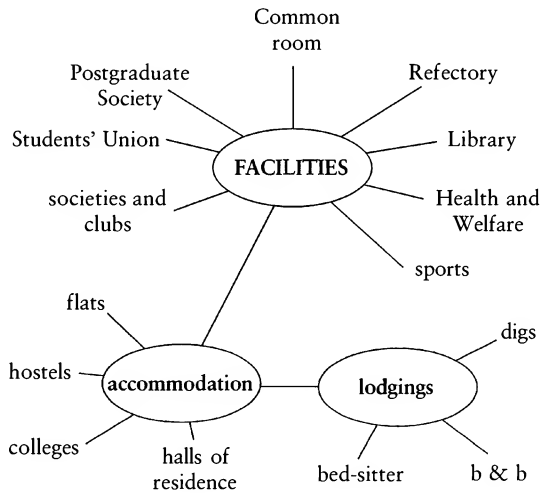 Common
room
Postgraduate
Society
Refectory
Students' Union
FACILITIES
Library
societies and
clubs
Health and
Welfare
sports
flats
digs
hostels
accommodation
lodgings
colleges
halls of
residence
bed-sitter
b & b